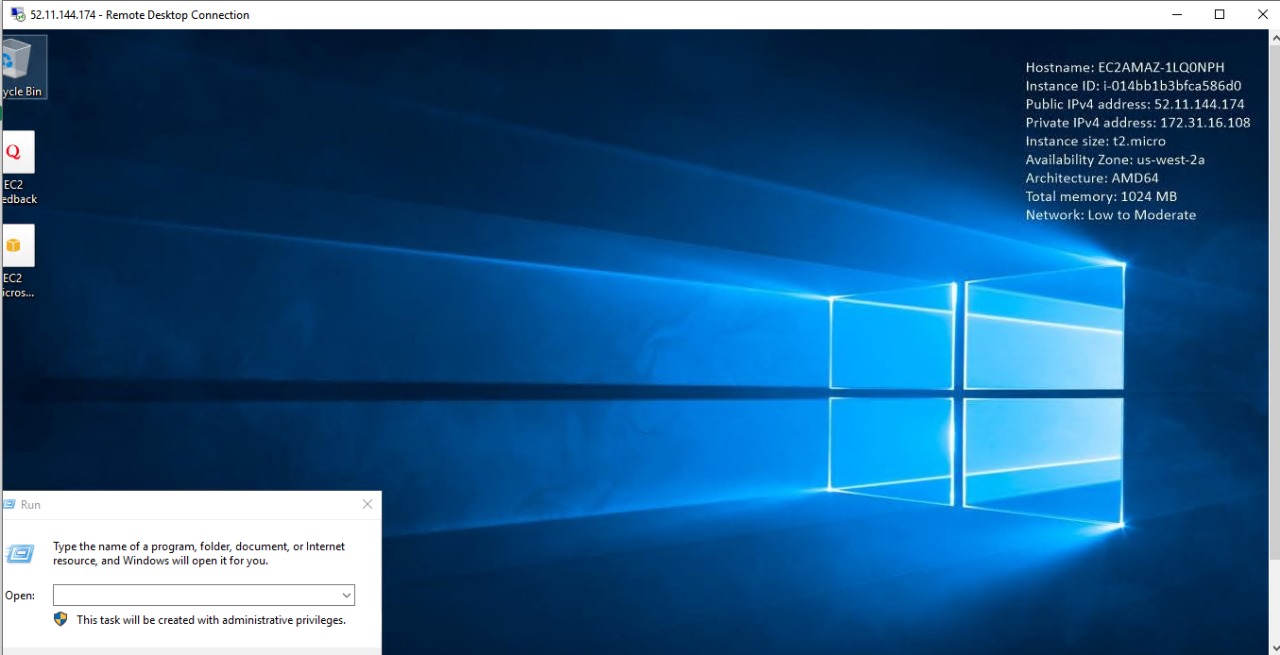 52.11.144.174 - Remote Desktop Connection
ycle Bin
EC2
edback
EC2
icros...
Hostname: EC2AMAZ-1LQ0NPH
Instance ID: i-014bb1b3bfca586d0
Public IPv4 address: 52.11.144.174
Private IPv4 address: 172.31.16.108
Instance size: t2.micro
Availability Zone: us-west-2a
Architecture: AMD64
Total memory: 1024 MB
Network: Low to Moderate
Run
Type the name of a program, folder, document, or Internet
resource, and Windows will open it for you.
Open:
This task will be created with administrative privileges.